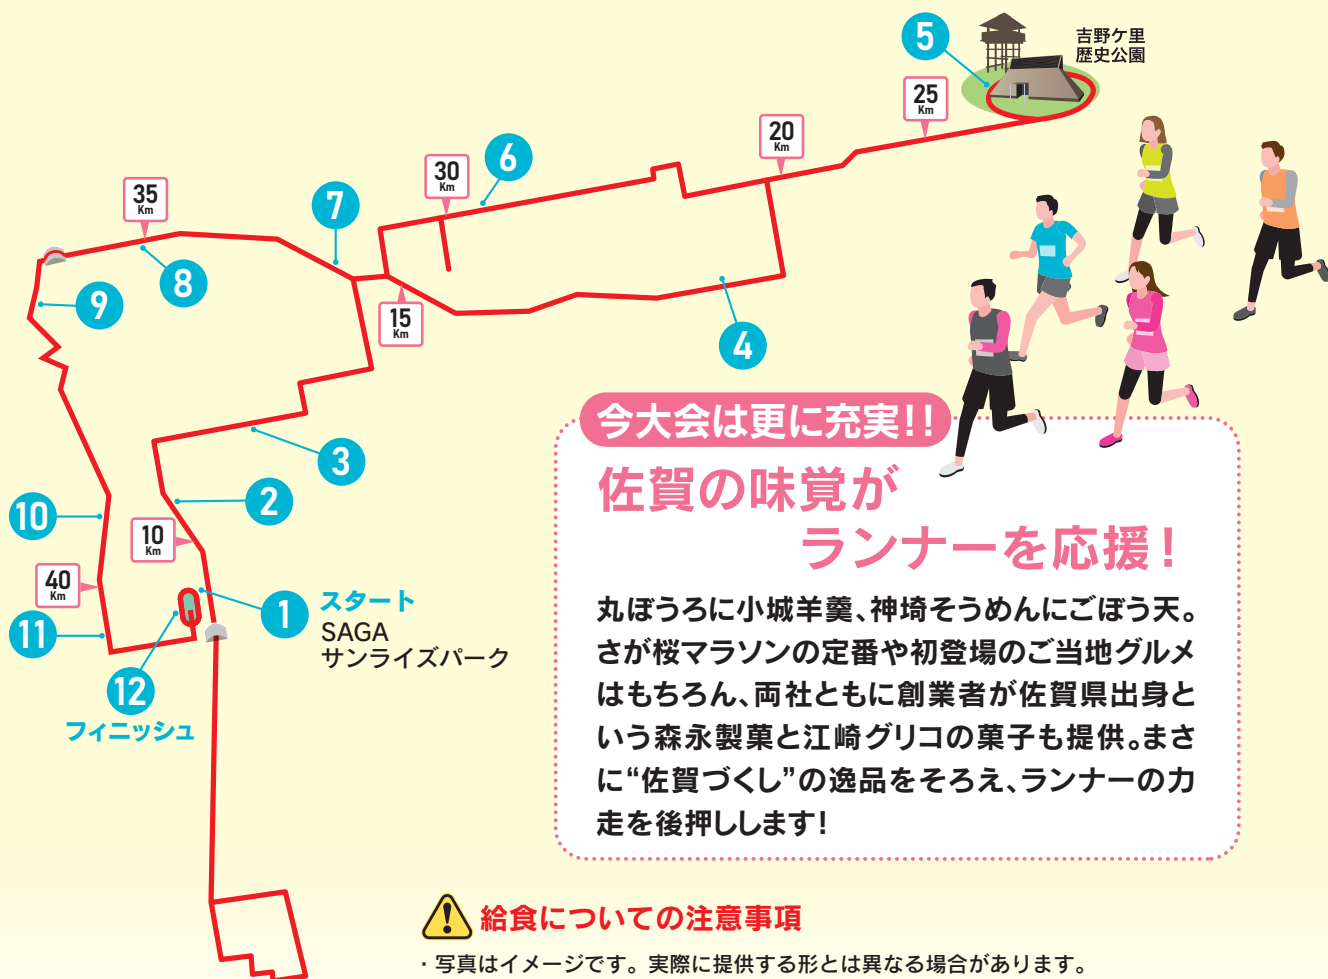 5
吉野ケ里
歴史公園
25
Km
20
Km
6
30
Km
7
35
Km
8
9
15
Km
4
3
2
10
10
Km
40
Km
1
スタート
SAGA
サンライズパーク
11
12
フィニッシュ
今大会は更に充実!!
佐賀の味覚が
ランナーを応援!
丸ぼうろに小城羊羹、神埼そうめんにごぼう天。
さが桜マラソンの定番や初登場のご当地グルメ
はもちろん、両社ともに創業者が佐賀県出身と
いう森永製菓と江崎グリコの菓子も提供。まさ
に“佐賀づくし”の逸品をそろえ、ランナーの力
走を後押しします!
給食についての注意事項
・写真はイメージです。実際に提供する形とは異なる場合があります。